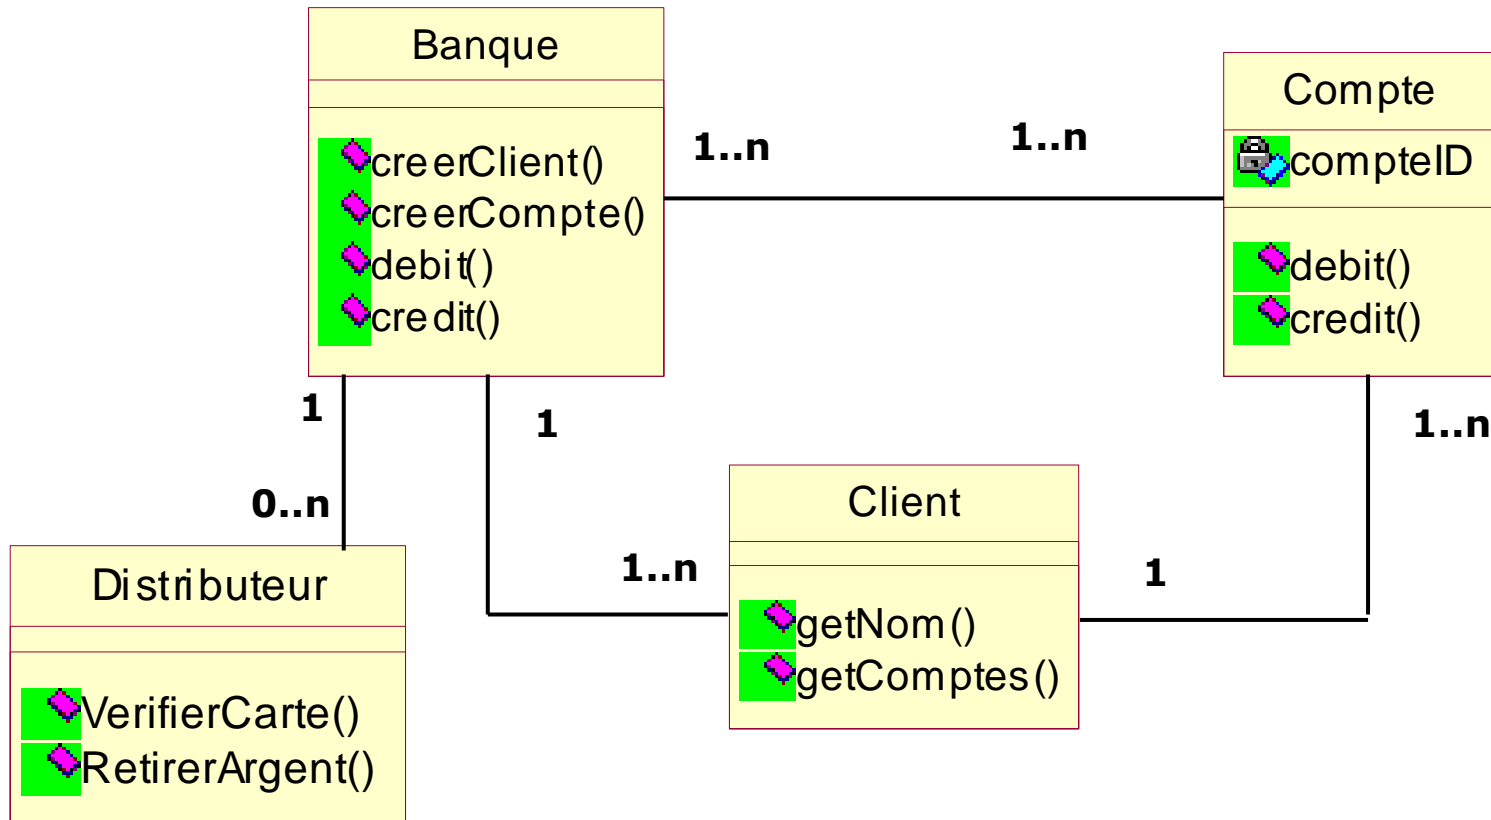 Banque
creerClient()
creerCompte()
debit()
credit()
1..n
1..n
Compte
compteID
debit()
credit()
1
1
1..n
0..n
Client
1..n
1
getNom()
getComptes()
Distributeur
VerifierCarte()
RetirerArgent()